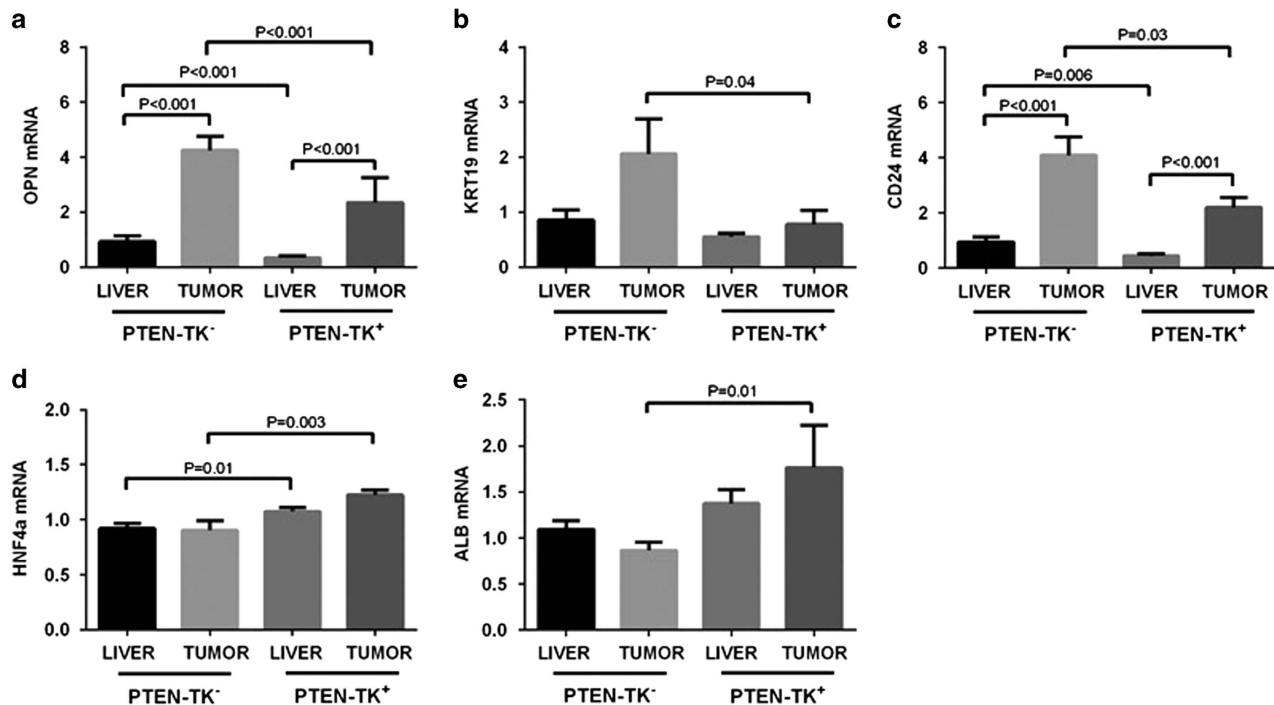 a
OPN mRNA
8
6
4
2
0
P<0.001
P<0.001
P<0.001
P<0.001
LIVER TUMOR LIVER TUMOR
PTEN-TK- PTEN-TK+
b
KRT19 mRNA
4
3
2
1
0
P=0.04
LIVER TUMOR LIVER TUMOR
PTEN-TK- PTEN-TK+
c
CD24 mRNA
8
6
4
2
0
P=0.03
P=0.006
P<0.001
P<0.001
LIVER TUMOR LIVER TUMOR
PTEN-TK- PTEN-TK+
d
HNF4a mRNA
2.0
1.5
1.0
0.5
0.0
P=0.003
P=0.01
LIVER TUMOR LIVER TUMOR
PTEN-TK- PTEN-TK+
e
ALB mRNA
2.5
2.0
1.5
1.0
0.5
0.0
P=0.01
LIVER TUMOR LIVER TUMOR
PTEN-TK- PTEN-TK+